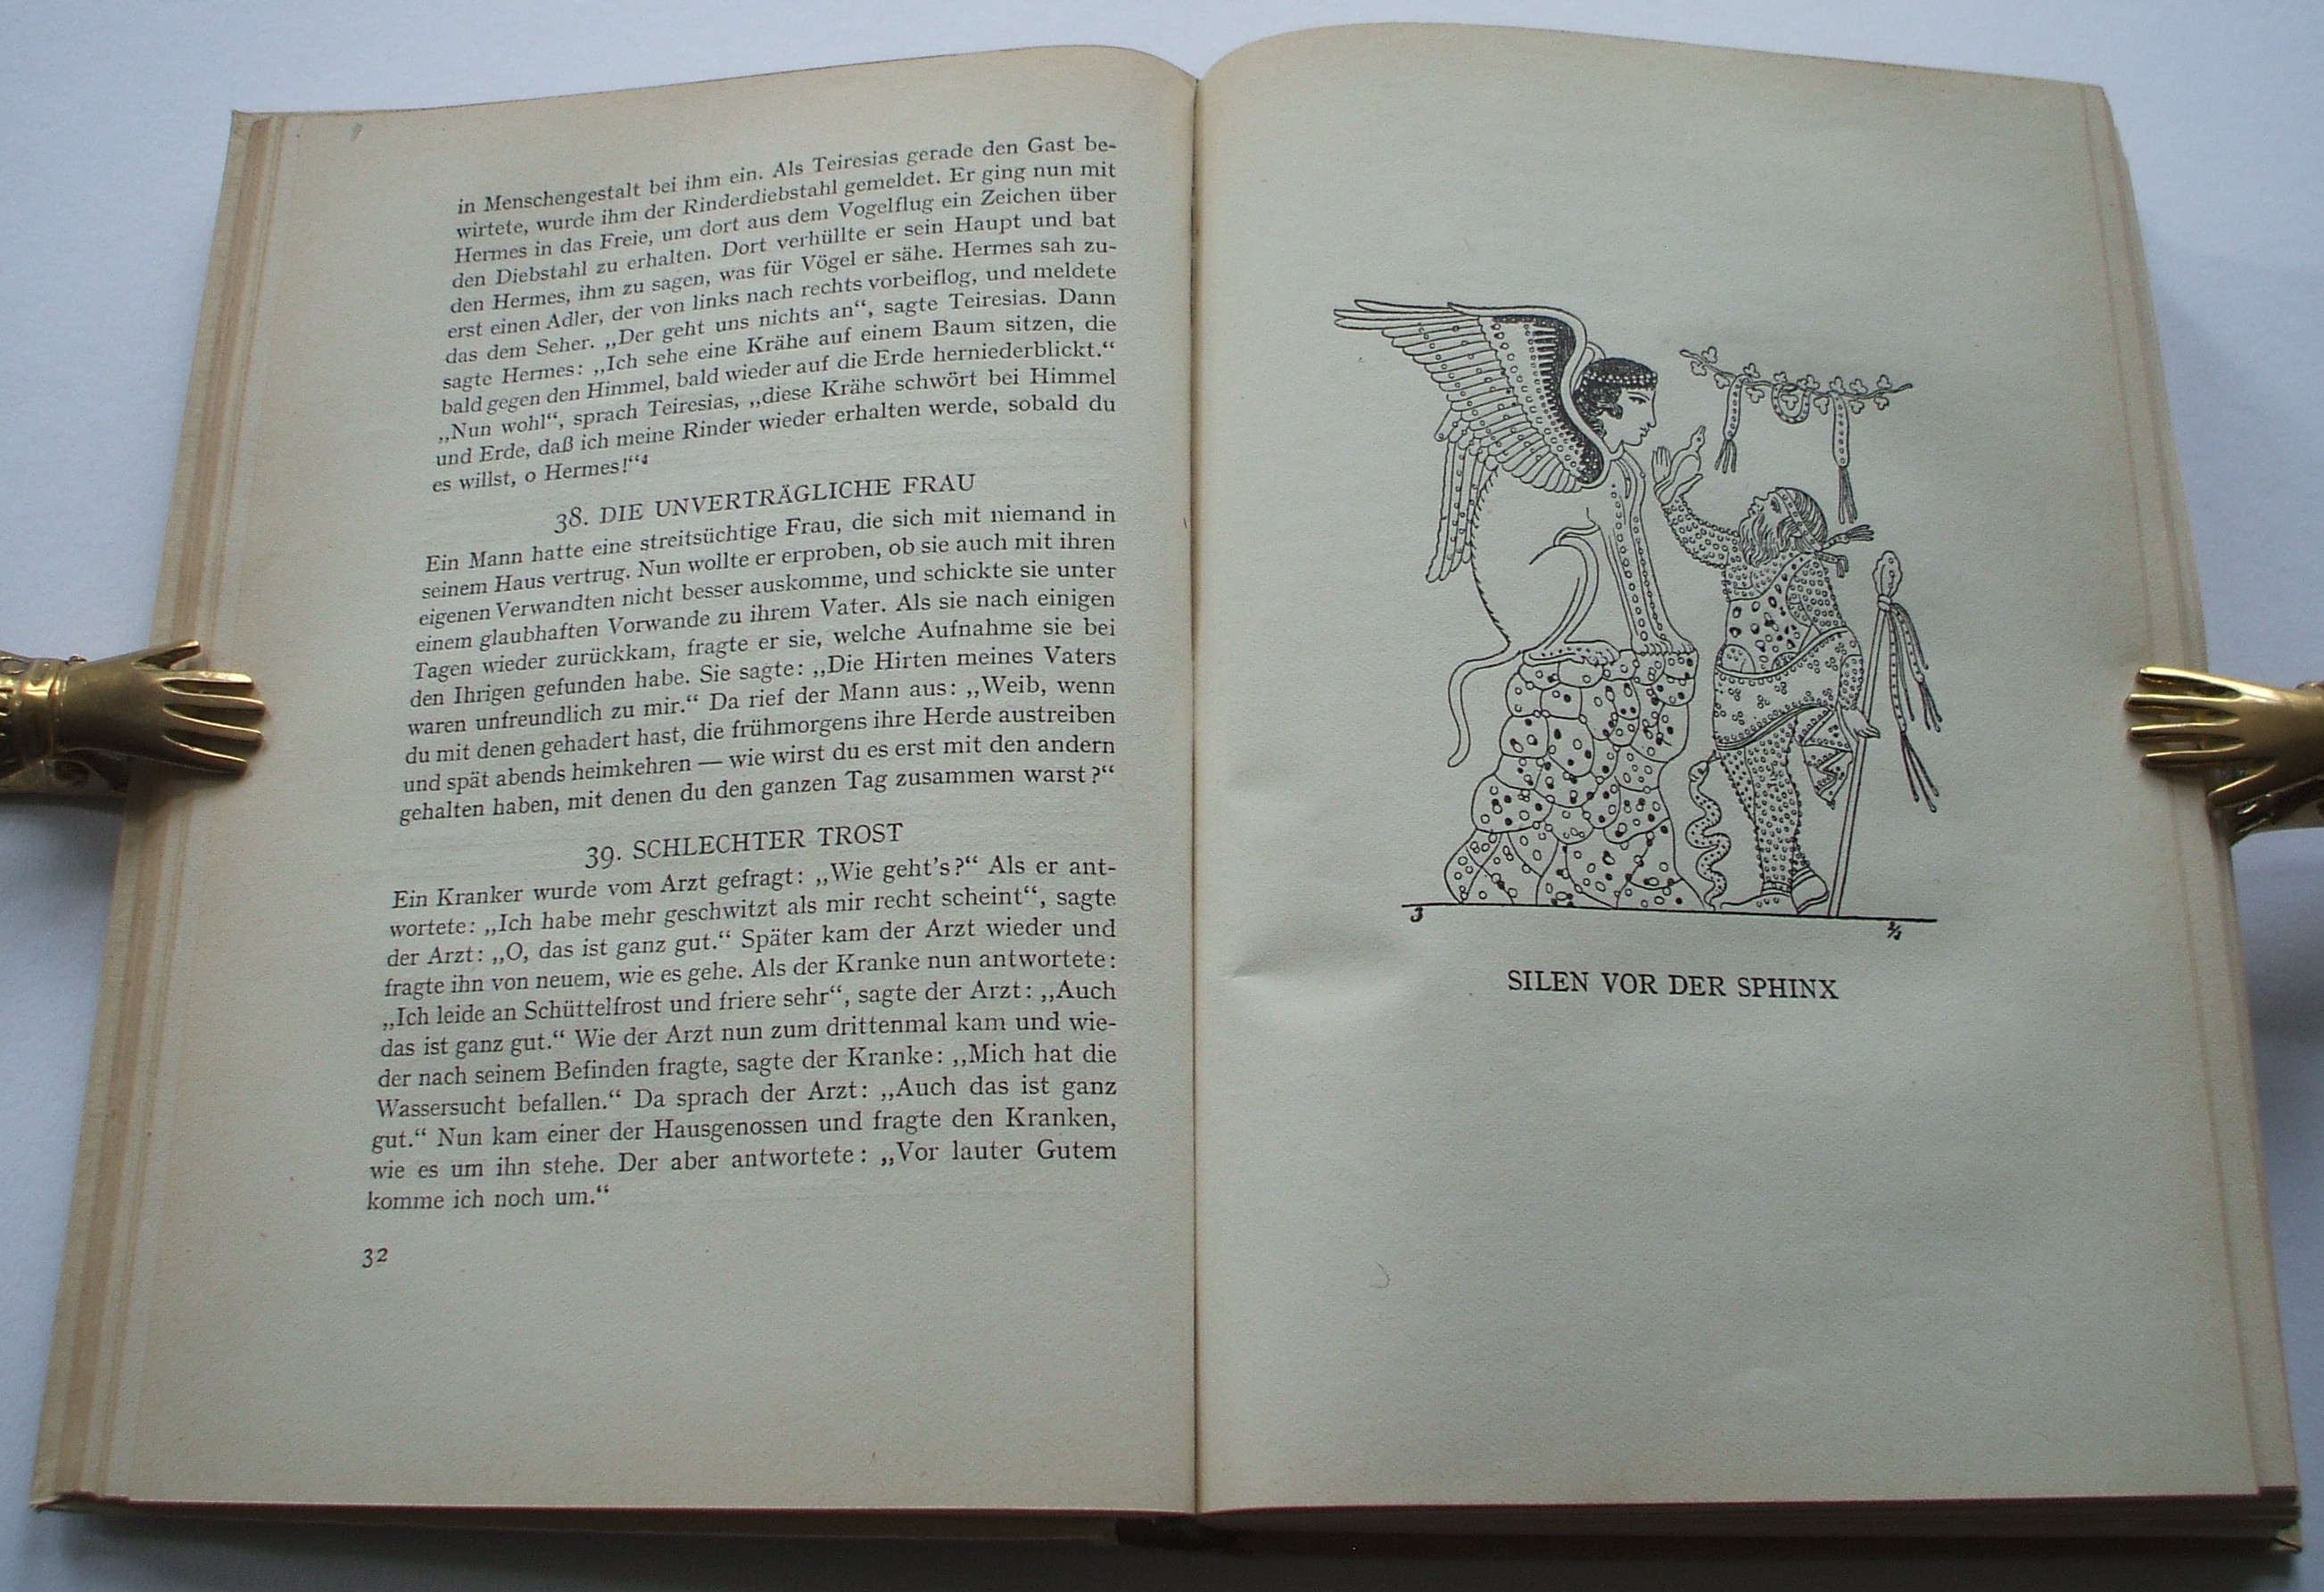 in Menschengestalt bei ihm ein. Als Teiresias gerade den Gast be-
wirtete, wurde ihm der Rinderdiebstahl gemeldet. Er ging nun mit
Hermes in das Freie, um dort aus dem Vogelflug ein Zeichen über
den Diebstahl zu erhalten. Dort verhüllte er sein Haupt und bat
den Hermes, ihm zu sagen, was für Vögel er sähe. Hermes sah zu-
erst einen Adler, der von links nach rechts vorbeiflog, und meldete
das dem Seher. „Der geht uns nichts an“, sagte Teiresias. Dann
sagte Hermes: „Ich sehe eine Krähe auf einem Baum sitzen, die
bald gegen den Himmel, bald wieder auf die Erde herniederblickt.“
„Nun wohl“, sprach Teiresias, „diese Krähe schwört bei Himmel
und Erde, daß ich meine Rinder wieder erhalten werde, sobald du
es willst, o Hermes!“⁴
38. DIE UNVERTRÄGLICHE FRAU
Ein Mann hatte eine streitsüchtige Frau, die sich mit niemand in
seinem Haus vertrug. Nun wollte er erproben, ob sie auch mit ihren
eigenen Verwandten nicht besser auskomme, und schickte sie unter
einem glaubhaften Vorwande zu ihrem Vater. Als sie nach einigen
Tagen wieder zurückkam, fragte er sie, welche Aufnahme sie bei
den Ihrigen gefunden habe. Sie sagte: „Die Hirten meines Vaters
waren unfreundlich zu mir.“ Da rief der Mann aus: „Weib, wenn
du mit denen gehadert hast, die frühmorgens ihre Herde austreiben
und spät abends heimkehren — wie wirst du es erst mit den andern
gehalten haben, mit denen du den ganzen Tag zusammen warst?“
39. SCHLECHTER TROST
Ein Kranker wurde vom Arzt gefragt: „Wie geht's?“ Als er ant-
wortete: „Ich habe mehr geschwitzt als mir recht scheint“, sagte
der Arzt: „O, das ist ganz gut.“ Später kam der Arzt wieder und
fragte ihn von neuem, wie es gehe. Als der Kranke nun antwortete:
„Ich leide an Schüttelfrost und friere sehr“, sagte der Arzt: „Auch
das ist ganz gut.“ Wie der Arzt nun zum drittenmal kam und wie-
der nach seinem Befinden fragte, sagte der Kranke: „Mich hat die
Wassersucht befallen.“ Da sprach der Arzt: „Auch das ist ganz
gut.“ Nun kam einer der Hausgenossen und fragte den Kranken,
wie es um ihn stehe. Der aber antwortete: „Vor lauter Gutem
komme ich noch um.“
32
3
SILEN VOR DER SPHINX